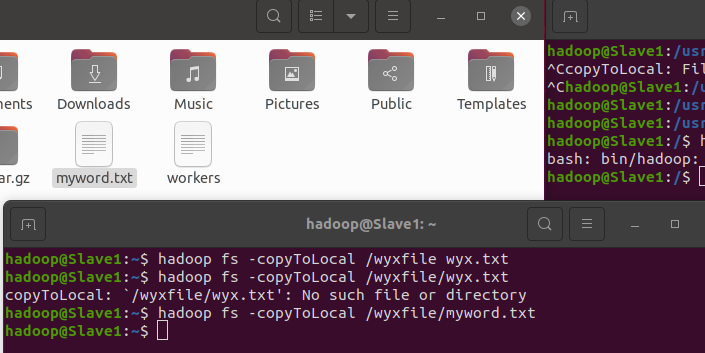 ments Downloads Music Pictures Public Templates
ar.gz myword.txt workers
hadoop@Slave1:/usr
^CcopyToLocal: Fil
^Chadoop@Slave1:/u
hadoop@Slave1:/usr
hadoop@Slave1:/usr
hadoop@Slave1:/$ h
bash: bin/hadoop:
hadoop@Slave1:/$
hadoop@Slave1: ~
hadoop@Slave1:~$ hadoop fs -copyToLocal /wyxfile wyx.txt
hadoop@Slave1:~$ hadoop fs -copyToLocal /wyxfile/wyx.txt
copyToLocal: `/wyxfile/wyx.txt': No such file or directory
hadoop@Slave1:~$ hadoop fs -copyToLocal /wyxfile/myword.txt
hadoop@Slave1:~$